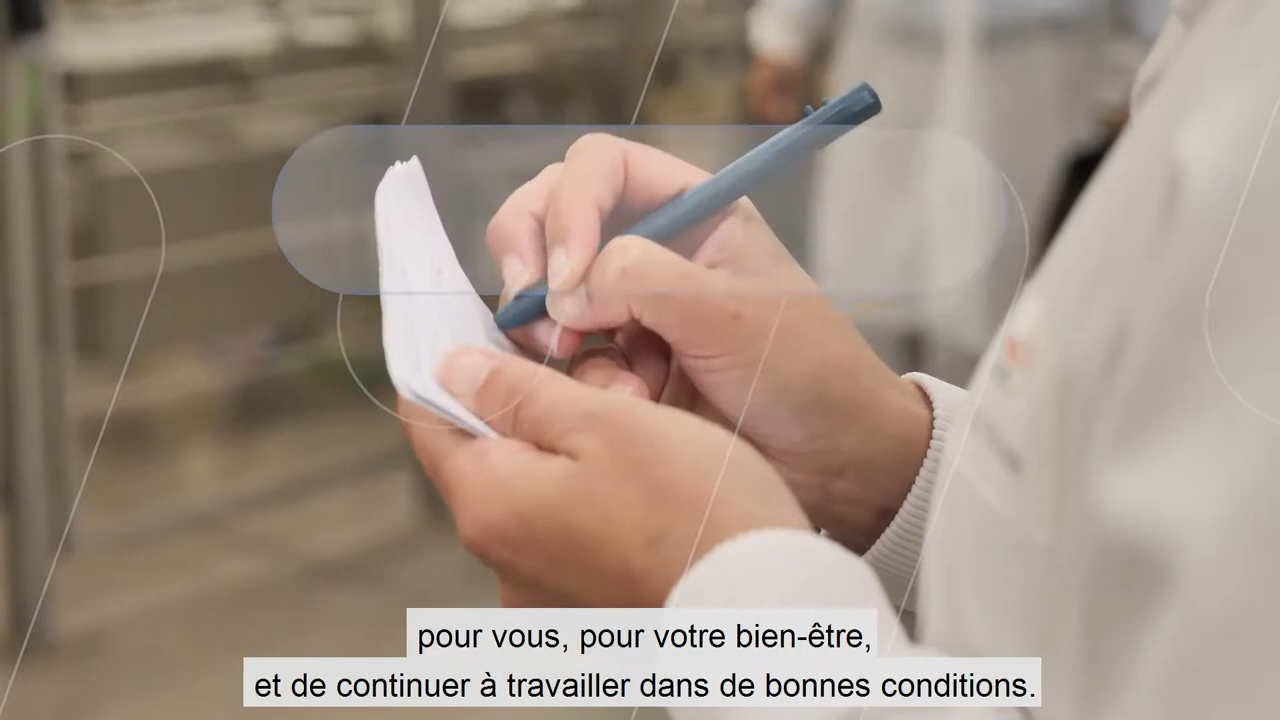 pour vous, pour votre bien-être,
et de continuer à travailler dans de bonnes conditions.